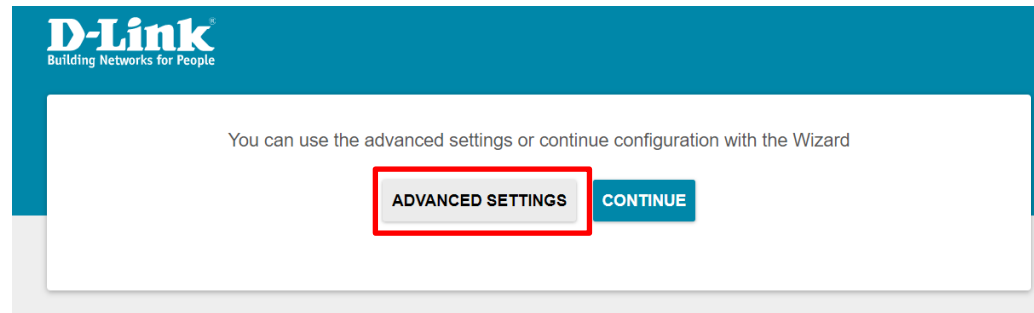 D-Link®
Building Networks for People
You can use the advanced settings or continue configuration with the Wizard
ADVANCED SETTINGS CONTINUE